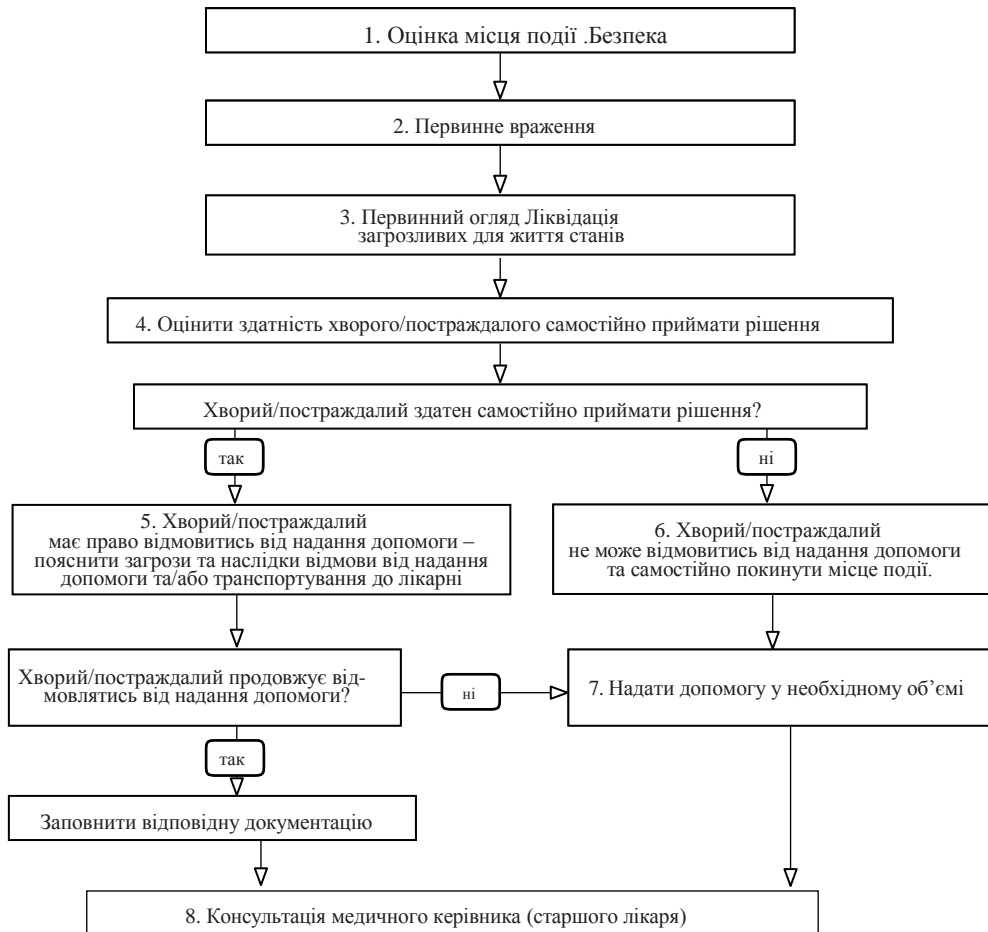 1. Оцінка місця події .Безпека
2. Первинне враження
3. Первинний огляд Ліквідація
загрозливих для життя станів
4. Оцінити здатність хворого/постраждалого самостійно приймати рішення
Хворий/постраждалий здатен самостійно приймати рішення?
так
ні
5. Хворий/постраждалий
має право відмовитись від надання допомоги –
пояснити загрози та наслідки відмови від надання
допомоги та/або транспортування до лікарні
6. Хворий/постраждалий
не може відмовитись від надання допомоги
та самостійно покинути місце події.
Хворий/постраждалий продовжує від-
мовлятись від надання допомоги?
ні
7. Надати допомогу у необхідному об’ємі
так
Заповнити відповідну документацію
8. Консультація медичного керівника (старшого лікаря)